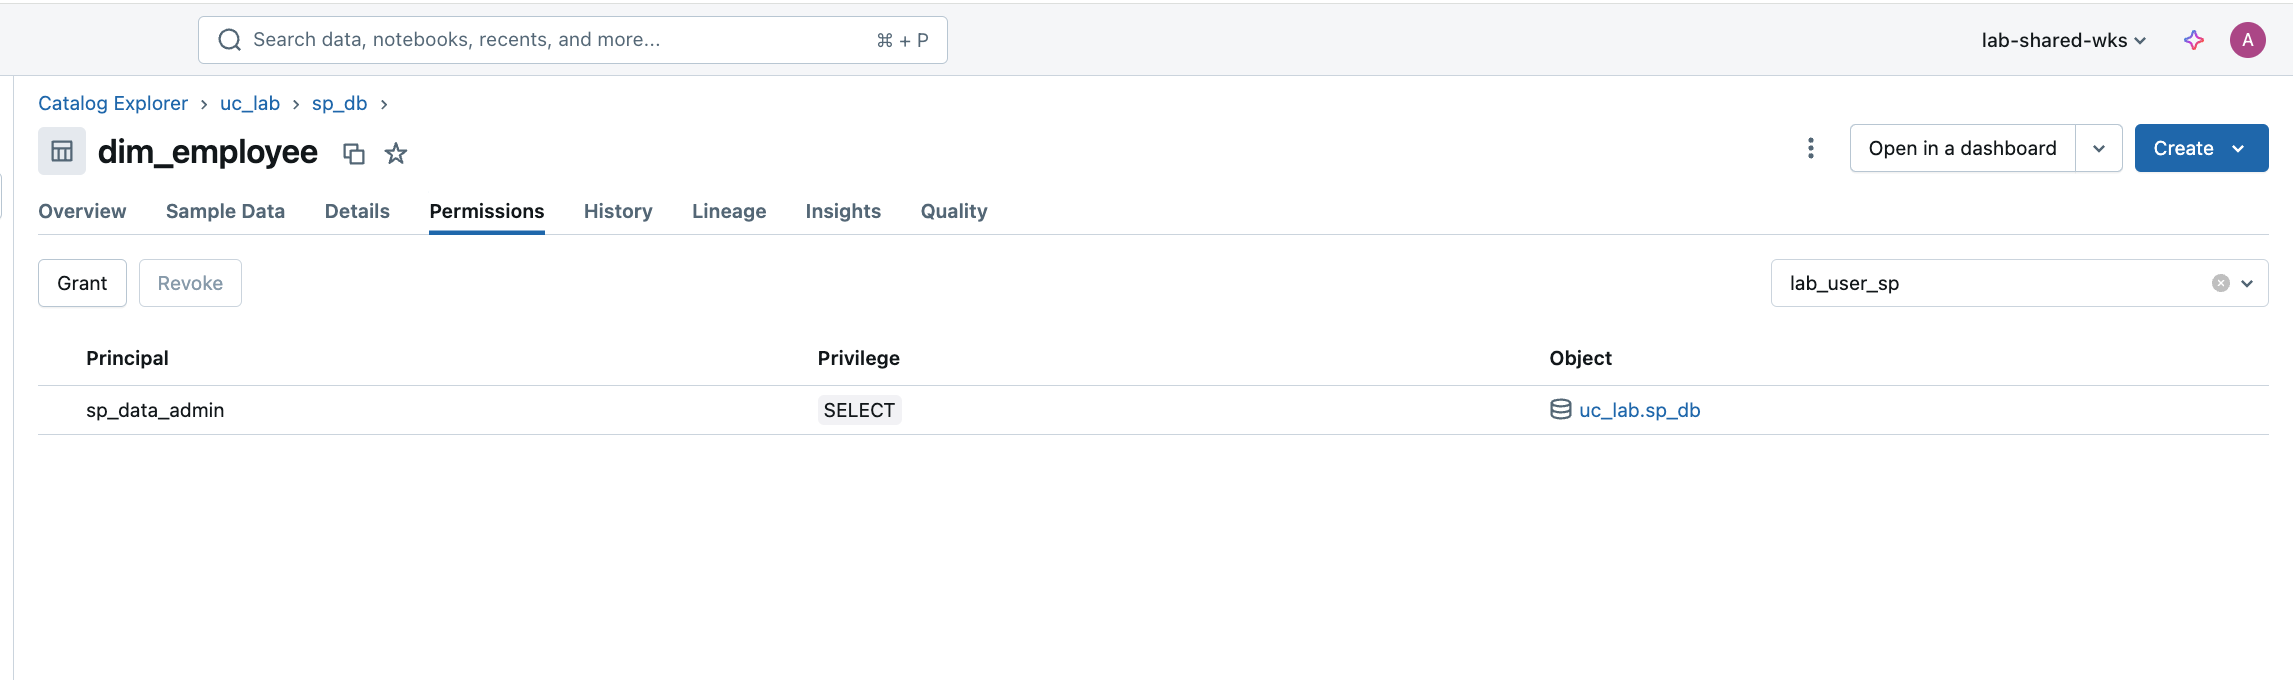 Search data, notebooks, recents, and more... ⌘ + P
lab-shared-wks
A
Catalog Explorer > uc_lab > sp_db >
dim_employee
Open in a dashboard
Create
Overview Sample Data Details Permissions History Lineage Insights Quality
Grant Revoke
lab_user_sp
Principal Privilege Object
sp_data_admin SELECT uc_lab.sp_db